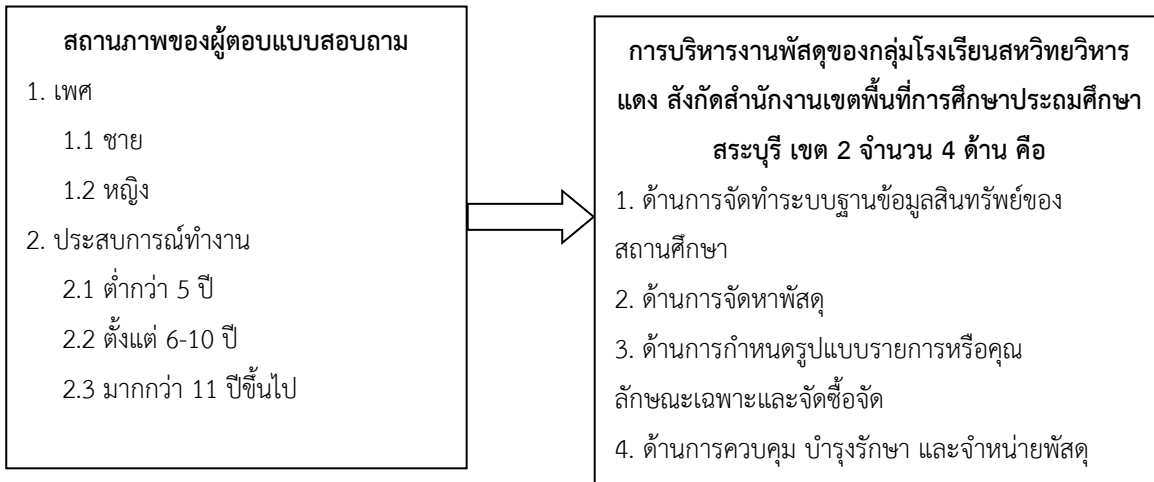 สถานภาพของผู้ตอบแบบสอบถาม
1. เพศ
1.1 ชาย
1.2 หญิง
2. ประสบการณ์ทำงาน
2.1 ต่ำกว่า 5 ปี
2.2 ตั้งแต่ 6-10 ปี
2.3 มากกว่า 11 ปีขึ้นไป
การบริหารงานพัสดุของกลุ่มโรงเรียนสหวิทยวิหาร
แดง สังกัดสำนักงานเขตพื้นที่การศึกษาประถมศึกษา
สระบุรี เขต 2 จำนวน 4 ด้าน คือ
1. ด้านการจัดทำระบบฐานข้อมูลสินทรัพย์ของ
สถานศึกษา
2. ด้านการจัดหาพัสดุ
3. ด้านการกำหนดรูปแบบรายการหรือคุณ
ลักษณะเฉพาะและจัดซื้อจัด
4. ด้านการควบคุม บำรุงรักษา และจำหน่ายพัสดุ